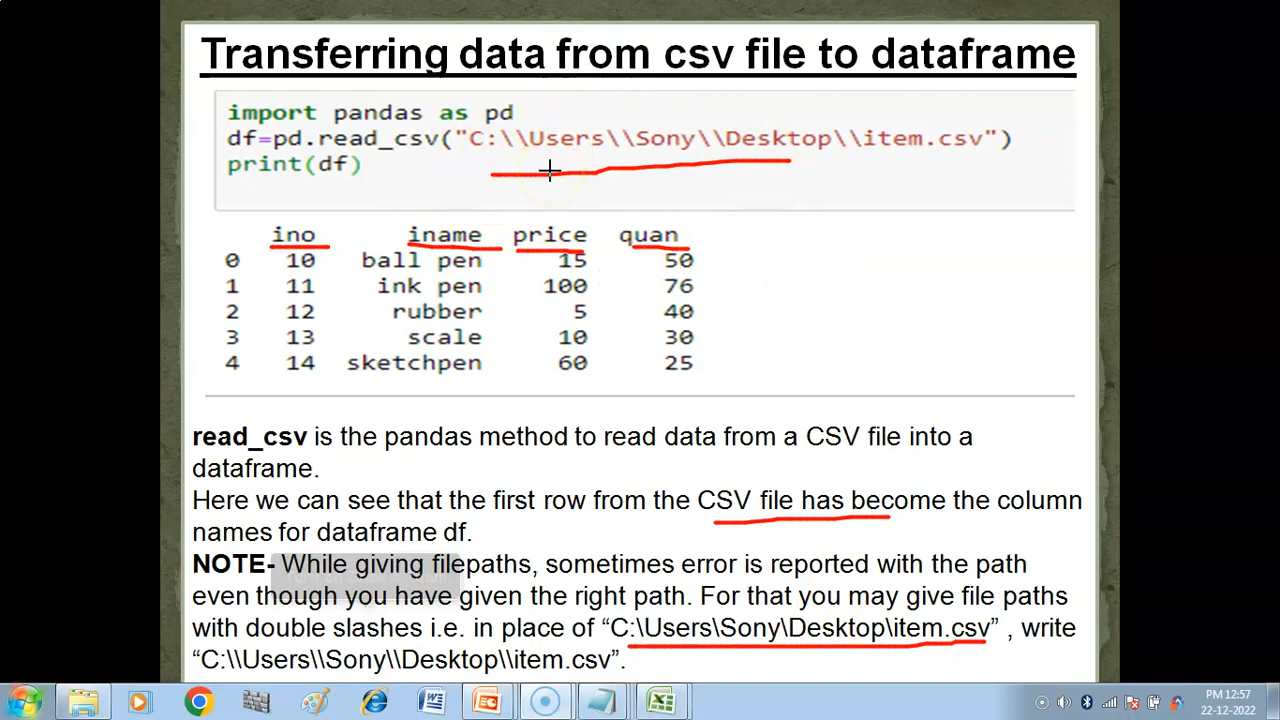 Transferring data from csv file to dataframe
import pandas as pd
df=pd.read_csv("C:\\Users\\Sony\\Desktop\\item.csv")
print(df)
ino iname price quan
0 10 ball pen 15 50
1 11 ink pen 100 76
2 12 rubber 5 40
3 13 scale 10 30
4 14 sketchpen 60 25
read_csv is the pandas method to read data from a CSV file into a
dataframe.
Here we can see that the first row from the CSV file has become the column
names for dataframe df.
NOTE- While giving filepaths, sometimes error is reported with the path
even though you have given the right path. For that you may give file paths
with double slashes i.e. in place of “C:\Users\Sony\Desktop\item.csv” , write
“C:\\Users\\Sony\\Desktop\\item.csv”.
PM 12:57
22-12-2022